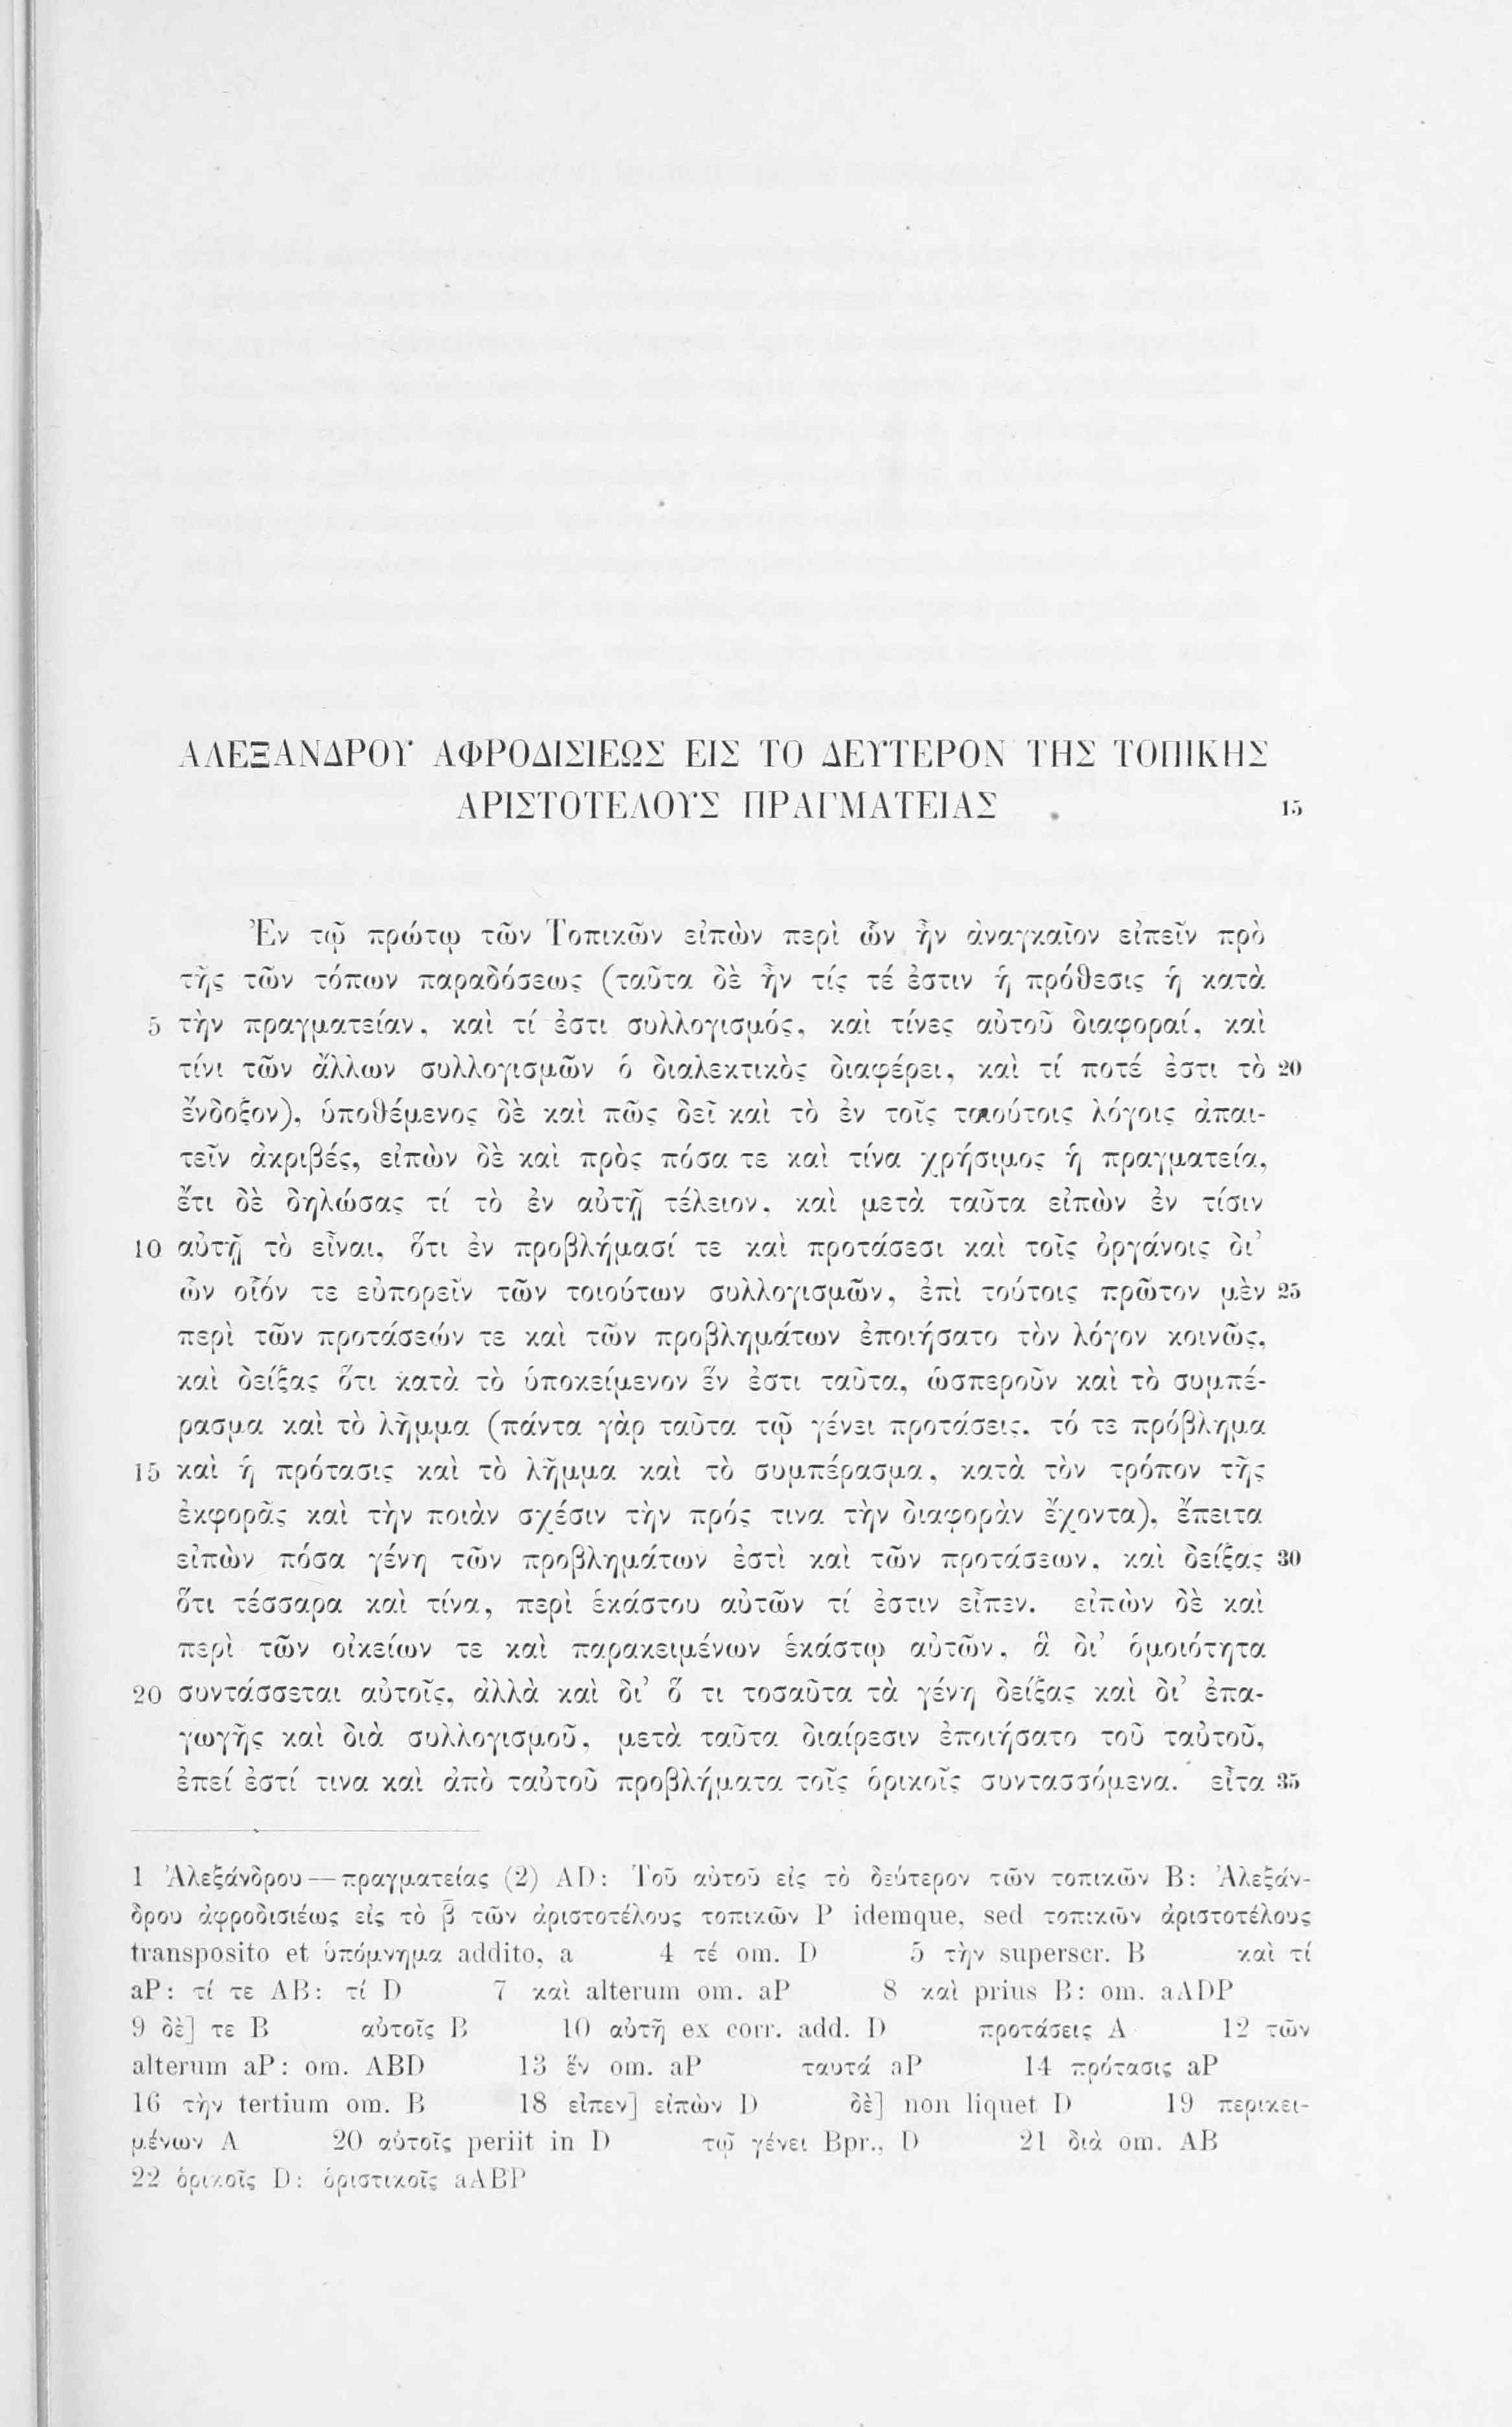 ΑΛΕΞΑΝΔΡΟΥ ΑΦΡΟΔΙΣΙΕΩΣ ΕΙΣ ΤΟ ΔΕΥΤΕΡΟΝ ΤΗΣ ΤΟΠΙΚΗΣ
ΑΡΙΣΤΟΤΕΛΟΥΣ ΠΡΑΓΜΑΤΕΙΑΣ 15
Ἐν τῷ πρώτῳ τῶν Τοπικῶν εἰπὼν περὶ ὧν ἦν ἀναγκαῖον εἰπεῖν πρὸ
τῆς τῶν τόπων παραδόσεως (ταῦτα δὲ ἦν τίς τέ ἐστιν ἡ πρόθεσις ἡ κατὰ
5 τὴν πραγματείαν, καὶ τί ἐστι συλλογισμός, καὶ τίνες αὐτοῦ διαφοραί, καὶ
τίνι τῶν ἄλλων συλλογισμῶν ὁ διαλεκτικὸς διαφέρει, καὶ τί ποτέ ἐστι τὸ 20
ἔνδοξον), ὑποθέμενος δὲ καὶ πῶς δεῖ καὶ τὸ ἐν τοῖς τοιούτοις λόγοις ἀπαι-
τεῖν ἀκριβές, εἰπὼν δὲ καὶ πρὸς πόσα τε καὶ τίνα χρήσιμος ἡ πραγματεία,
ἔτι δὲ δηλώσας τί τὸ ἐν αὐτῇ τέλειον, καὶ μετὰ ταῦτα εἰπὼν ἐν τίσιν
10 αὐτῇ τὸ εἶναι, ὅτι ἐν προβλήμασί τε καὶ προτάσεσι καὶ τοῖς ὀργάνοις δι’
ὧν οἷόν τε εὐπορεῖν τῶν τοιούτων συλλογισμῶν, ἐπὶ τούτοις πρῶτον μὲν 25
περὶ τῶν προτάσεών τε καὶ τῶν προβλημάτων ἐποιήσατο τὸν λόγον κοινῶς,
καὶ δείξας ὅτι κατὰ τὸ ὑποκείμενον ἕν ἐστι ταῦτα, ὡσπεροῦν καὶ τὸ συμπέ-
ρασμα καὶ τὸ λῆμμα (πάντα γὰρ ταῦτα τῷ γένει προτάσεις, τό τε πρόβλημα
15 καὶ ἡ πρότασις καὶ τὸ λῆμμα καὶ τὸ συμπέρασμα, κατὰ τὸν τρόπον τῆς
ἐκφορᾶς καὶ τὴν ποιὰν σχέσιν τὴν πρός τινα τὴν διαφορὰν ἔχοντα), ἔπειτα
εἰπὼν πόσα γένη τῶν προβλημάτων ἐστὶ καὶ τῶν προτάσεων, καὶ δείξας 30
ὅτι τέσσαρα καὶ τίνα, περὶ ἑκάστου αὐτῶν τί ἐστιν εἶπεν. εἰπὼν δὲ καὶ
περὶ τῶν οἰκείων τε καὶ παρακειμένων ἑκάστῳ αὐτῶν, ἃ δι’ ὁμοιότητα
20 συντάσσεται αὐτοῖς, ἀλλὰ καὶ δι’ ὅ τι τοσαῦτα τὰ γένη δείξας καὶ δι’ ἐπα-
γωγῆς καὶ διὰ συλλογισμοῦ, μετὰ ταῦτα διαίρεσιν ἐποιήσατο τοῦ ταὐτοῦ,
ἐπεί ἐστί τινα καὶ ἀπὸ ταὐτοῦ προβλήματα τοῖς ὁρικοῖς συντασσόμενα. εἶτα 35
1 Ἀλεξάνδρου — πραγματείας (2) AD: Τοῦ αὐτοῦ εἰς τὸ δεύτερον τῶν τοπικῶν B: Ἀλεξάν-
δρου ἀφροδισιέως εἰς τὸ β̄ τῶν ἀριστοτέλους τοπικῶν P idemque, sed τοπικῶν ἀριστοτέλους
transposito et ὑπόμνημα addito, a 4 τέ om. D 5 τὴν superscr. B καὶ τί
aP: τί τε AB: τί D 7 καὶ alterum om. aP 8 καὶ prius B: om. aADP
9 δὲ] τε B αὐτοῖς B 10 αὐτῇ ex corr. add. D προτάσεις A 12 τῶν
alterum aP: om. ABD 13 ἕν om. aP ταυτά aP 14 πρότασις aP
16 τὴν tertium om. B 18 εἶπεν] εἰπὼν D δὲ] non liquet D 19 περικει-
μένων A 20 αὐτοῖς periit in D τῷ γένει Bpr., D 21 διὰ om. AB
22 ὁρικοῖς D: ὁριστικοῖς aABP